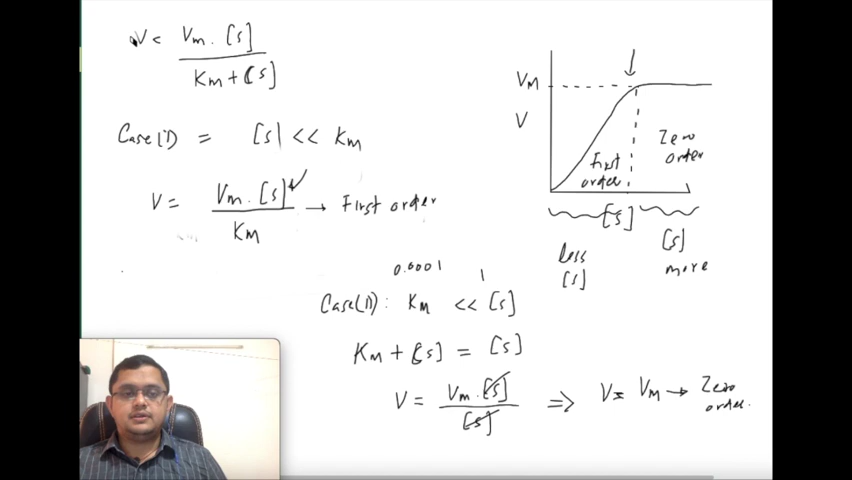 V = Vm . [s]
Km + [s]
Case(I) = [s] << Km
V = Vm . [s] → First order
Km
VM
V
First
order
Zero
order
[s]
less
[s]
[s]
more
0.0001 1
Case(II) : Km << [s]
Km + [s] = [s]
V = Vm . [s] ⇒ V = VM → Zero
[s]
order.